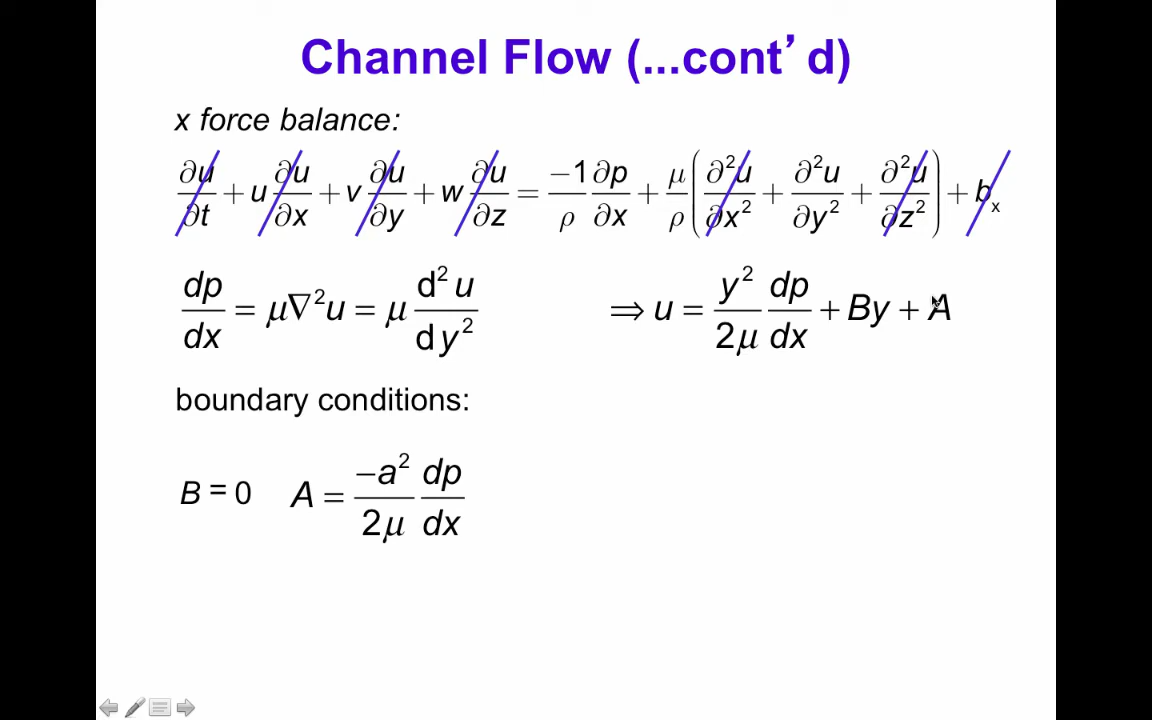 Channel Flow (...cont’d)
x force balance:
∂u/∂t + u ∂u/∂x + v ∂u/∂y + w ∂u/∂z = −1/ρ ∂p/∂x + μ/ρ (∂²u/∂x² + ∂²u/∂y² + ∂²u/∂z²) + bₓ
dp/dx = μ∇²u = μ d²u/dy² ⇒ u = y²/2μ dp/dx + By + A
boundary conditions:
B = 0 A = −a²/2μ dp/dx